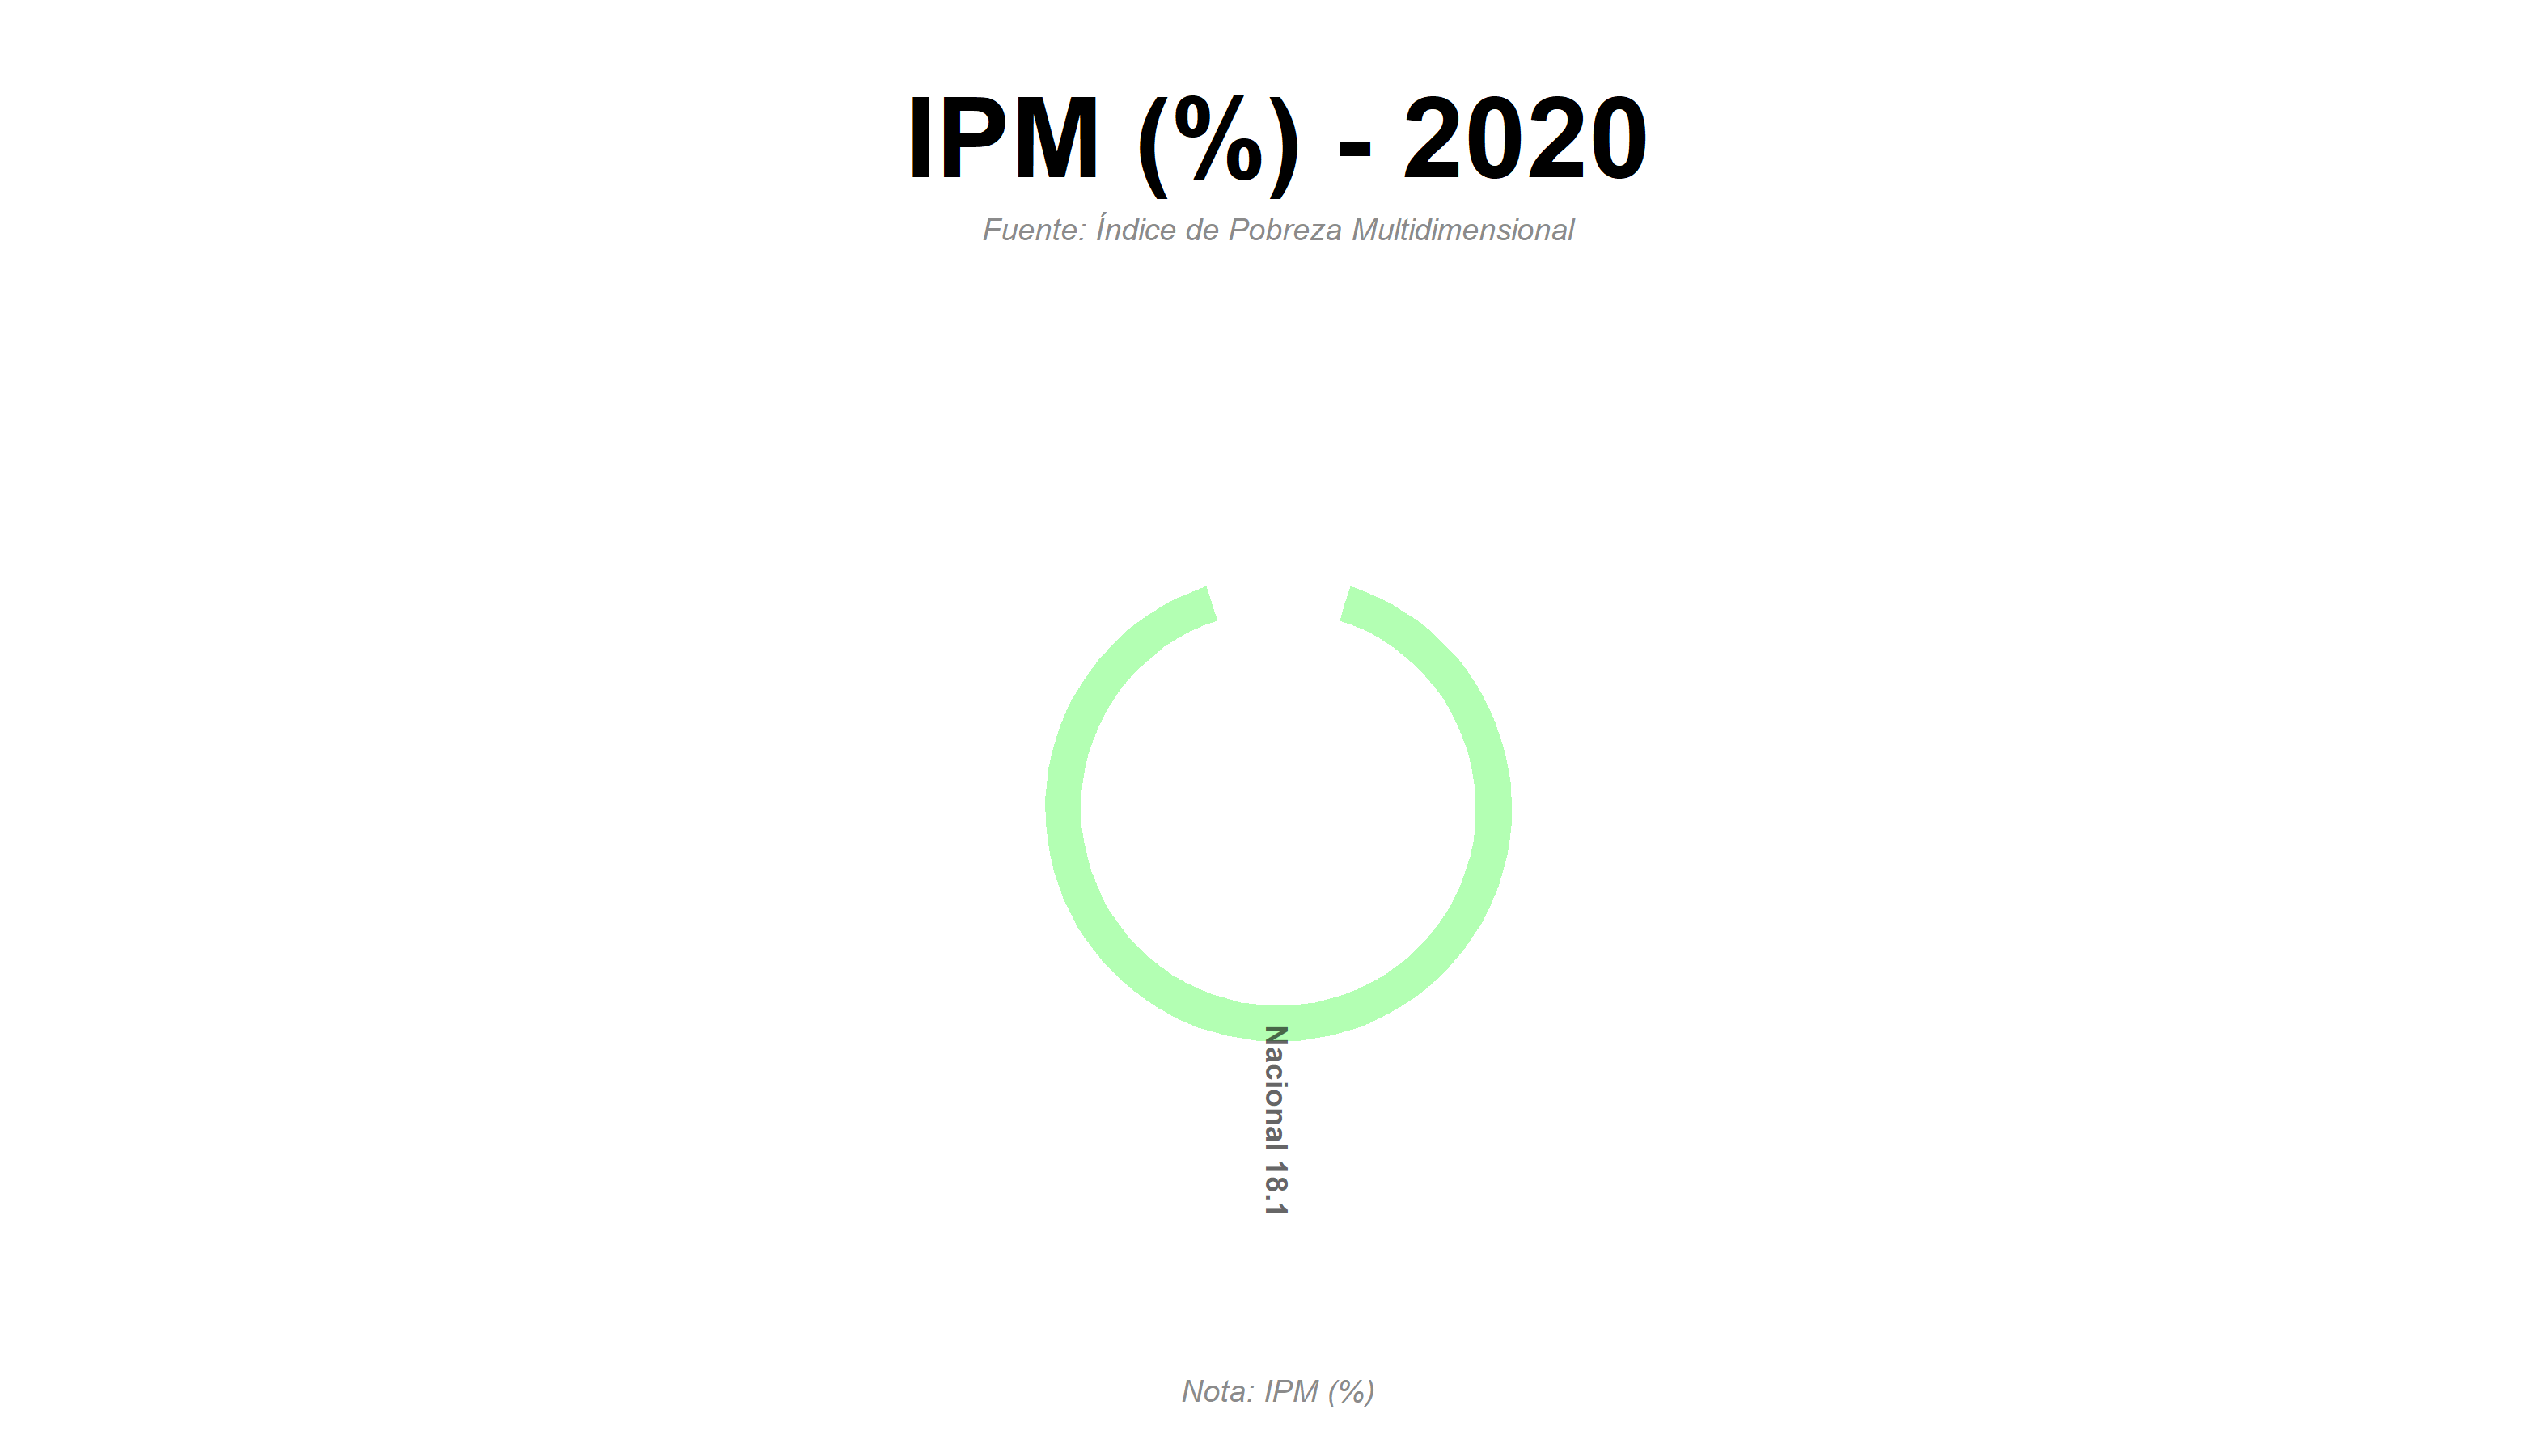 IPM (%) - 2020
Fuente: Índice de Pobreza Multidimensional
Nacional 18.1
Nota: IPM (%)